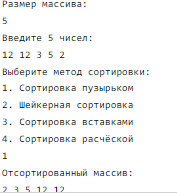 Размер массива:
5
Введите 5 чисел:
12 12 3 5 2
Выберите метод сортировки:
1. Сортировка пузырьком
2. Шейкерная сортировка
3. Сортировка вставками
4. Сортировка расчёской
1
Отсортированный массив:
2 3 5 12 12